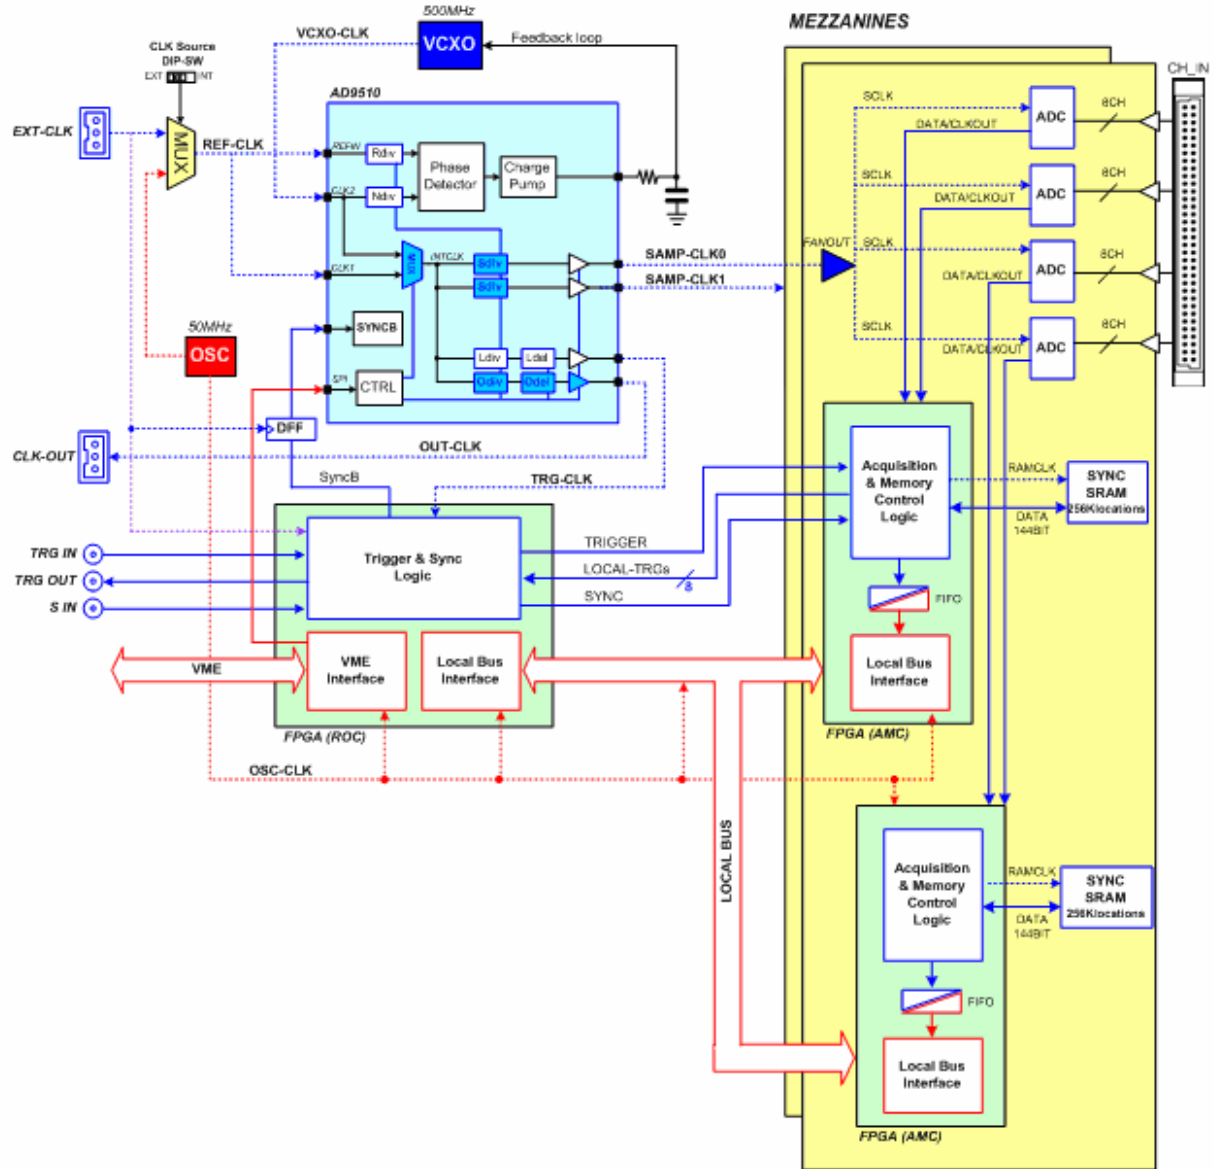 500MHz
MEZZANINES
VCXO-CLK
VCXO
Feedback loop
CLK Source
DIP-SW
EXT
INT
CH_IN
AD9510
SCLK
ADC
8CH
DATA/CLKOUT
EXT-CLK
MUX
REF-CLK
REFIN
Rdiv
Phase
Detector
Charge
Pump
CLK2
Ndiv
SCLK
ADC
8CH
DATA/CLKOUT
MUX
INTCLK
CLK1
Sdiv
Sdiv
SAMP-CLK0
SAMP-CLK1
FANOUT
SCLK
ADC
8CH
DATA/CLKOUT
50MHz
OSC
SYNCB
SCLK
ADC
8CH
DATA/CLKOUT
Ldiv
Ldel
SPI
CTRL
Odiv
Odel
DFF
CLK-OUT
OUT-CLK
SyncB
TRG-CLK
Acquisition
& Memory
Control
Logic
RAMCLK
SYNC
SRAM
256Klocations
DATA
144BIT
TRG IN
TRG OUT
S IN
Trigger & Sync
Logic
TRIGGER
LOCAL-TRGs
8
SYNC
FIFO
VME
VME
Interface
Local Bus
Interface
Local Bus
Interface
FPGA (ROC)
FPGA (AMC)
OSC-CLK
LOCAL BUS
Acquisition
& Memory
Control
Logic
RAMCLK
SYNC
SRAM
256Klocations
DATA
144BIT
FIFO
Local Bus
Interface
FPGA (AMC)